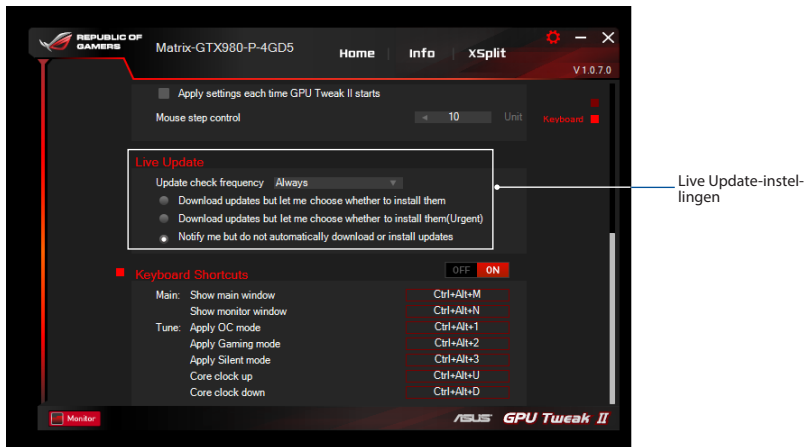 REPUBLIC OF
GAMERS
Matrix-GTX980-P-4GD5
Home Info XSplit
V 1.0.7.0
Apply settings each time GPU Tweak II starts
Mouse step control 10 Unit
Keyboard
Live Update
Update check frequency Always
Download updates but let me choose whether to install them
Download updates but let me choose whether to install them(Urgent)
Notify me but do not automatically download or install updates
Live Update-instel-
lingen
Keyboard Shortcuts OFF ON
Main: Show main window Ctrl+Alt+M
Show monitor window Ctrl+Alt+N
Tune: Apply OC mode Ctrl+Alt+1
Apply Gaming mode Ctrl+Alt+2
Apply Silent mode Ctrl+Alt+3
Core clock up Ctrl+Alt+U
Core clock down Ctrl+Alt+D
Monitor
ASUS GPU Tweak II